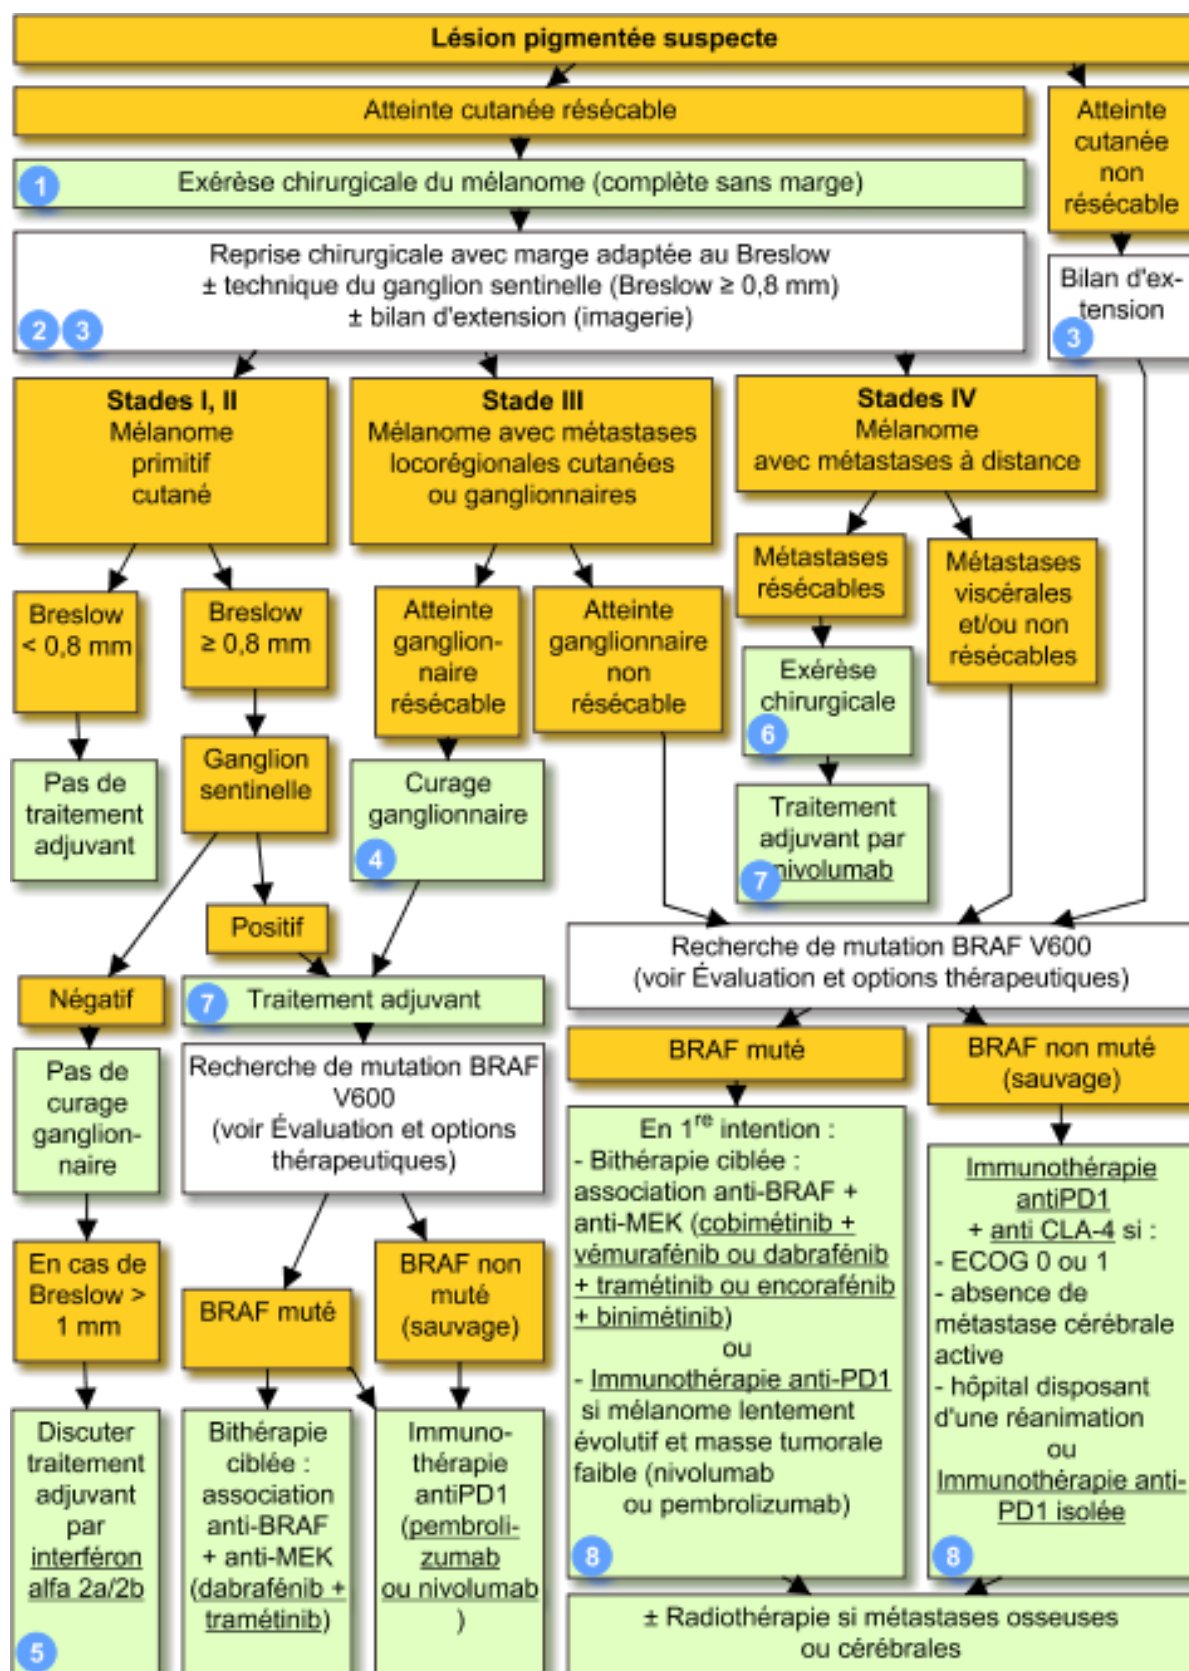 Lésion pigmentée suspecte
Atteinte cutanée résécable
Atteinte
cutanée
non
résécable
1
Exérèse chirurgicale du mélanome (complète sans marge)
Reprise chirurgicale avec marge adaptée au Breslow
± technique du ganglion sentinelle (Breslow ≥ 0,8 mm)
± bilan d'extension (imagerie)
2 3
Bilan d'ex-
tension
3
Stades I, II
Mélanome
primitif
cutané
Stade III
Mélanome avec métastases
locorégionales cutanées
ou ganglionnaires
Stades IV
Mélanome
avec métastases à distance
Breslow
< 0,8 mm
Breslow
≥ 0,8 mm
Atteinte
ganglion-
naire
résécable
Atteinte
ganglionnaire
non
résécable
Métastases
résécables
Métastases
viscérales
et/ou non
résécables
Exérèse
chirurgicale
6
Pas de
traitement
adjuvant
Ganglion
sentinelle
Curage
ganglionnaire
4
Traitement
adjuvant par
nivolumab
7
Positif
Négatif
7
Traitement adjuvant
Recherche de mutation BRAF V600
(voir Évaluation et options thérapeutiques)
Pas de
curage
ganglion-
naire
Recherche de mutation BRAF
V600
(voir Évaluation et options
thérapeutiques)
BRAF muté
BRAF non muté
(sauvage)
En cas de
Breslow >
1 mm
BRAF muté
BRAF non
muté
(sauvage)
En 1re intention :
- Bithérapie ciblée :
association anti-BRAF +
anti-MEK (cobimétinib +
vémurafénib ou dabrafénib
+ tramétinib ou encorafénib
+ binimétinib)
ou
- Immunothérapie anti-PD1
si mélanome lentement
évolutif et masse tumorale
faible (nivolumab
ou pembrolizumab)
8
Immunothérapie
antiPD1
+ anti CLA-4 si :
- ECOG 0 ou 1
- absence de
métastase cérébrale
active
- hôpital disposant
d'une réanimation
ou
Immunothérapie anti-
PD1 isolée
8
Discuter
traitement
adjuvant
par
interféron
alfa 2a/2b
5
Bithérapie
ciblée :
association
anti-BRAF
+ anti-MEK
(dabrafénib +
tramétinib)
Immuno-
thérapie
antiPD1
(pembroli-
zumab
ou nivolumab
)
± Radiothérapie si métastases osseuses
ou cérébrales